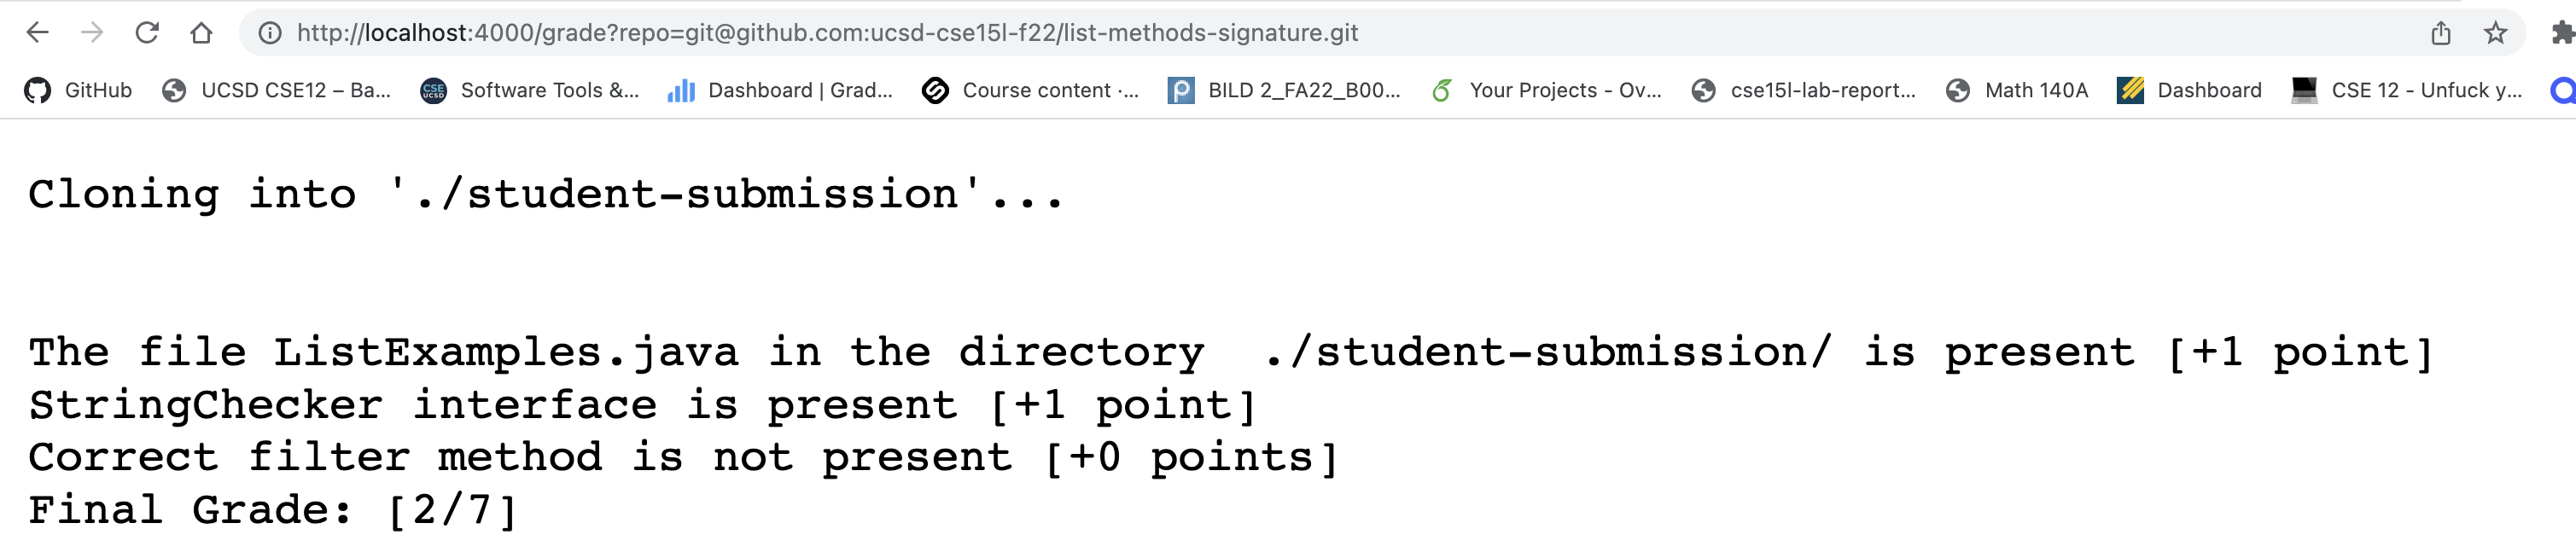 http://localhost:4000/grade?repo=git@github.com:ucsd-cse15l-f22/list-methods-signature.git
GitHub UCSD CSE12 – Ba... CSE UCSD Software Tools &... Dashboard | Grad... Course content ·... BILD 2_FA22_B00... Your Projects - Ov... cse15l-lab-report... Math 140A Dashboard CSE 12 - Unfuck y...
Cloning into './student-submission'...
The file ListExamples.java in the directory  ./student-submission/ is present [+1 point]
StringChecker interface is present [+1 point]
Correct filter method is not present [+0 points]
Final Grade: [2/7]